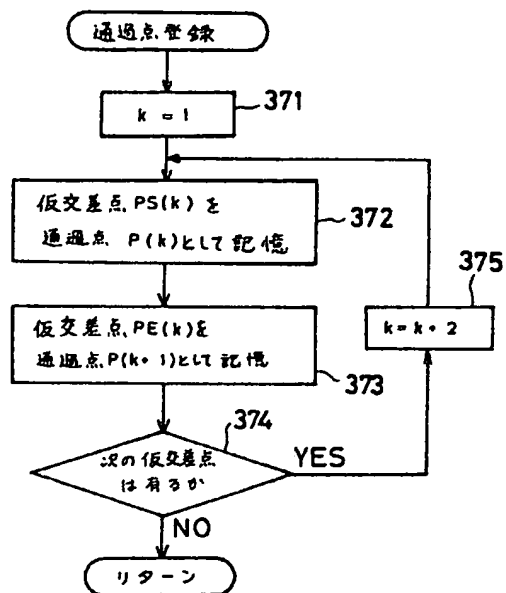 通過点登録
k = 1
371
仮交差点 PS(k) を
通過点 P(k)として記憶
372
仮交差点 PE(k)を
通過点P(k+1)として記憶
373
次の仮交差点
は有るか
374
YES
k = k + 2
375
NO
リターン